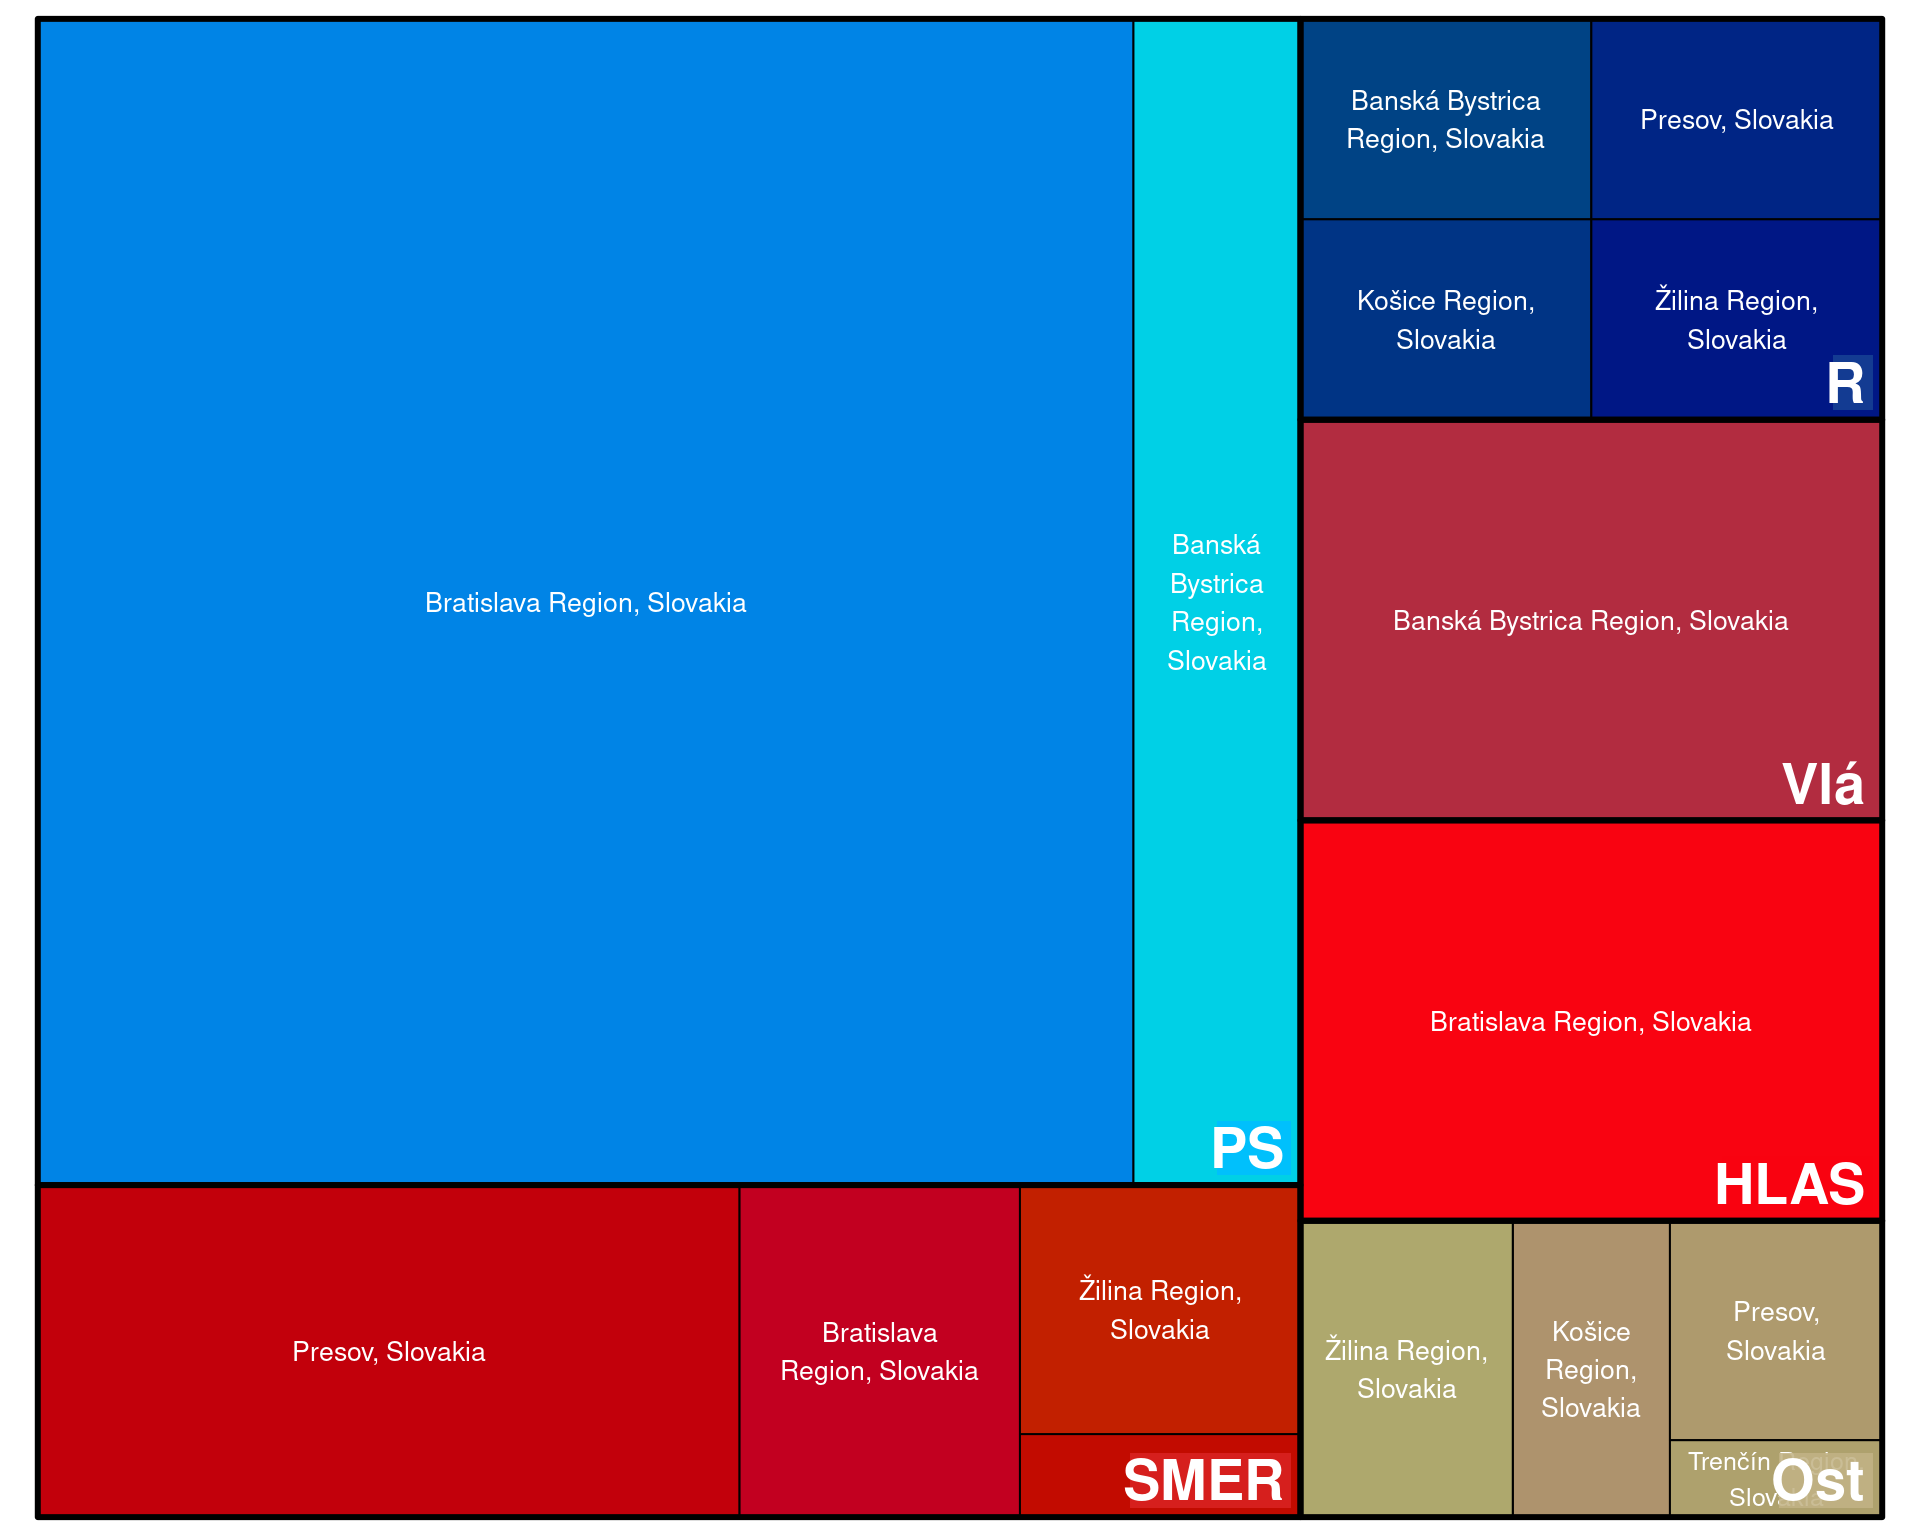 Bratislava Region, Slovakia
Banská
Bystrica
Region,
Slovakia
PS
Presov, Slovakia
Bratislava
Region, Slovakia
Žilina Region,
Slovakia
SMER
Banská Bystrica
Region, Slovakia
Presov, Slovakia
Košice Region,
Slovakia
Žilina Region,
Slovakia
R
Banská Bystrica Region, Slovakia
Vlá
Bratislava Region, Slovakia
HLAS
Žilina Region,
Slovakia
Košice
Region,
Slovakia
Presov,
Slovakia
Trenčín Region,
Slovakia
Ost